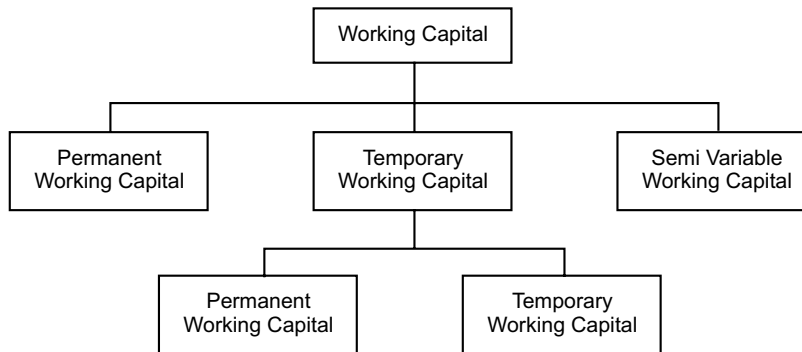 Working Capital
Permanent
Working Capital
Temporary
Working Capital
Semi Variable
Working Capital
Permanent
Working Capital
Temporary
Working Capital